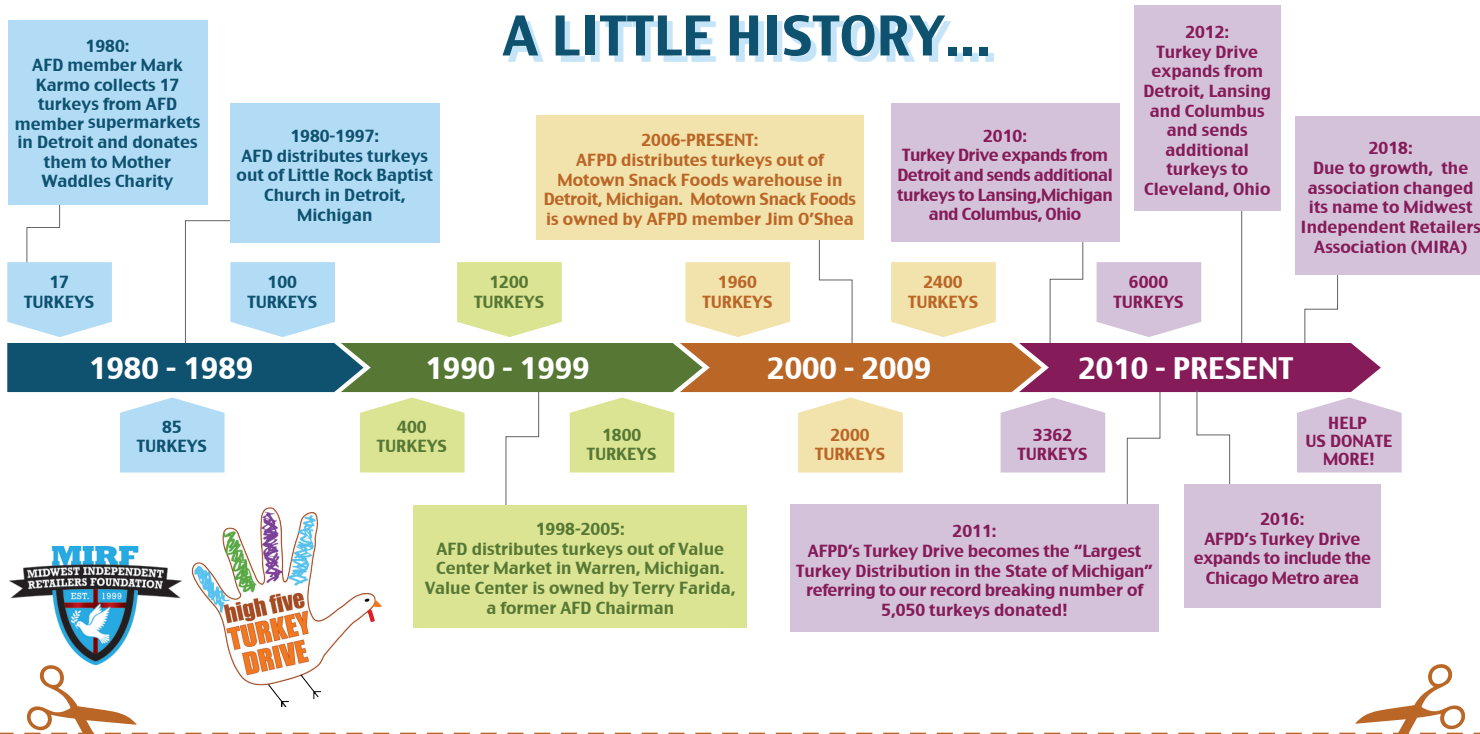 A LITTLE HISTORY...
1980:
AFD member Mark
Karmo collects 17
turkeys from AFD
member supermarkets
in Detroit and donates
them to Mother
Waddles Charity
1980-1997:
AFD distributes turkeys
out of Little Rock Baptist
Church in Detroit,
Michigan
2006-PRESENT:
AFPD distributes turkeys out of
Motown Snack Foods warehouse in
Detroit, Michigan. Motown Snack Foods
is owned by AFPD member Jim O'Shea
2010:
Turkey Drive expands from
Detroit and sends additional
turkeys to Lansing,Michigan
and Columbus, Ohio
2012:
Turkey Drive
expands from
Detroit, Lansing
and Columbus
and sends
additional
turkeys to
Cleveland, Ohio
2018:
Due to growth, the
association changed
its name to Midwest
Independent Retailers
Association (MIRA)
17
TURKEYS
100
TURKEYS
1200
TURKEYS
1960
TURKEYS
2400
TURKEYS
6000
TURKEYS
1980 - 1989
1990 - 1999
2000 - 2009
2010 - PRESENT
85
TURKEYS
400
TURKEYS
1800
TURKEYS
2000
TURKEYS
3362
TURKEYS
HELP
US DONATE
MORE!
1998-2005:
AFD distributes turkeys out of Value
Center Market in Warren, Michigan.
Value Center is owned by Terry Farida,
a former AFD Chairman
2011:
AFPD's Turkey Drive becomes the "Largest
Turkey Distribution in the State of Michigan"
referring to our record breaking number of
5,050 turkeys donated!
2016:
AFPD's Turkey Drive
expands to include the
Chicago Metro area
MIRF
MIDWEST INDEPENDENT
RETAILERS FOUNDATION
EST. 1999
high five
TURKEY
DRIVE